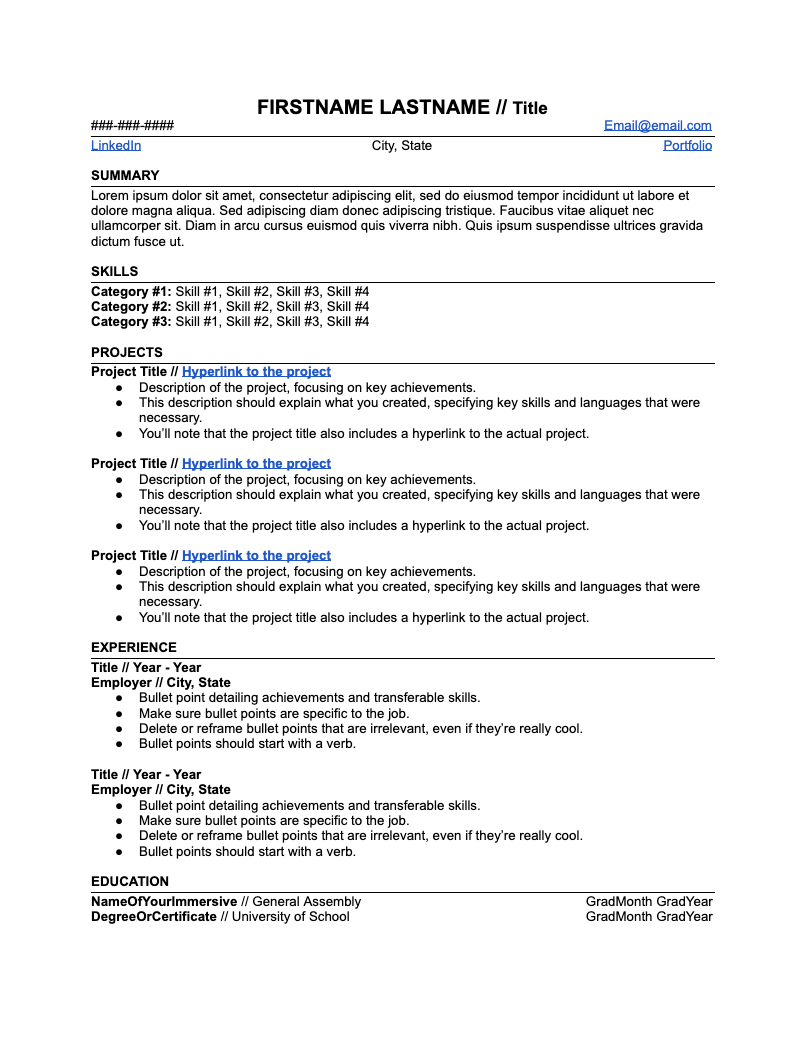 FIRSTNAME LASTNAME // Title
###-###-#### Email@email.com
LinkedIn City, State Portfolio
SUMMARY
Lorem ipsum dolor sit amet, consectetur adipiscing elit, sed do eiusmod tempor incididunt ut labore et
dolore magna aliqua. Sed adipiscing diam donec adipiscing tristique. Faucibus vitae aliquet nec
ullamcorper sit. Diam in arcu cursus euismod quis viverra nibh. Quis ipsum suspendisse ultrices gravida
dictum fusce ut.
SKILLS
Category #1: Skill #1, Skill #2, Skill #3, Skill #4
Category #2: Skill #1, Skill #2, Skill #3, Skill #4
Category #3: Skill #1, Skill #2, Skill #3, Skill #4
PROJECTS
Project Title // Hyperlink to the project
● Description of the project, focusing on key achievements.
● This description should explain what you created, specifying key skills and languages that were
necessary.
● You’ll note that the project title also includes a hyperlink to the actual project.
Project Title // Hyperlink to the project
● Description of the project, focusing on key achievements.
● This description should explain what you created, specifying key skills and languages that were
necessary.
● You’ll note that the project title also includes a hyperlink to the actual project.
Project Title // Hyperlink to the project
● Description of the project, focusing on key achievements.
● This description should explain what you created, specifying key skills and languages that were
necessary.
● You’ll note that the project title also includes a hyperlink to the actual project.
EXPERIENCE
Title // Year - Year
Employer // City, State
● Bullet point detailing achievements and transferable skills.
● Make sure bullet points are specific to the job.
● Delete or reframe bullet points that are irrelevant, even if they’re really cool.
● Bullet points should start with a verb.
Title // Year - Year
Employer // City, State
● Bullet point detailing achievements and transferable skills.
● Make sure bullet points are specific to the job.
● Delete or reframe bullet points that are irrelevant, even if they’re really cool.
● Bullet points should start with a verb.
EDUCATION
NameOfYourImmersive // General Assembly GradMonth GradYear
DegreeOrCertificate // University of School GradMonth GradYear